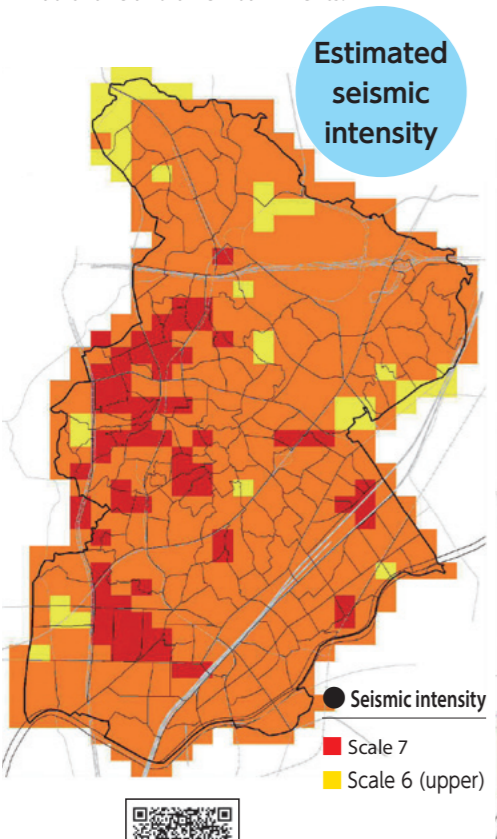 Estimated
seismic
intensity
Seismic intensity
Scale 7
Scale 6 (upper)